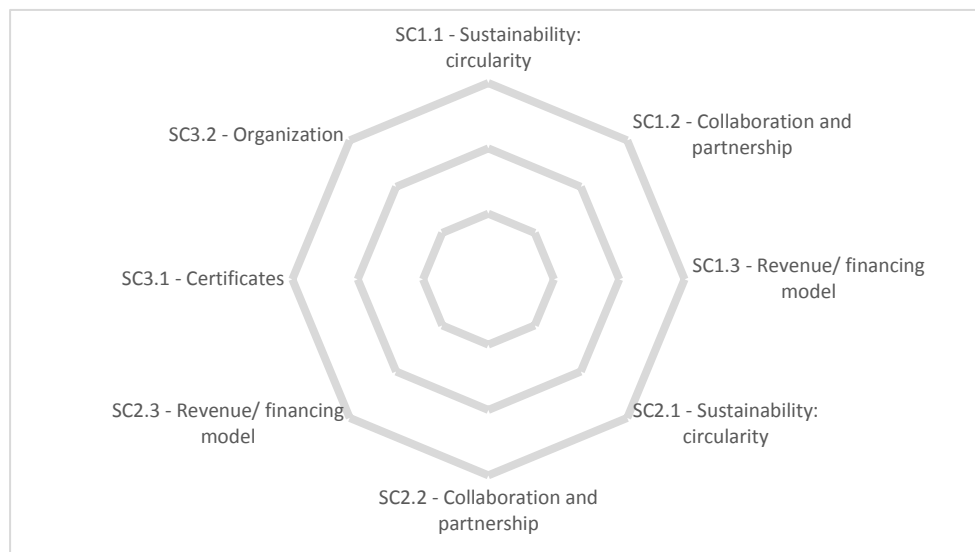 SC1.1 - Sustainability:
circularity
SC1.2 - Collaboration and
partnership
SC1.3 - Revenue/ financing
model
SC2.1 - Sustainability:
circularity
SC2.2 - Collaboration and
partnership
SC2.3 - Revenue/ financing
model
SC3.1 - Certificates
SC3.2 - Organization